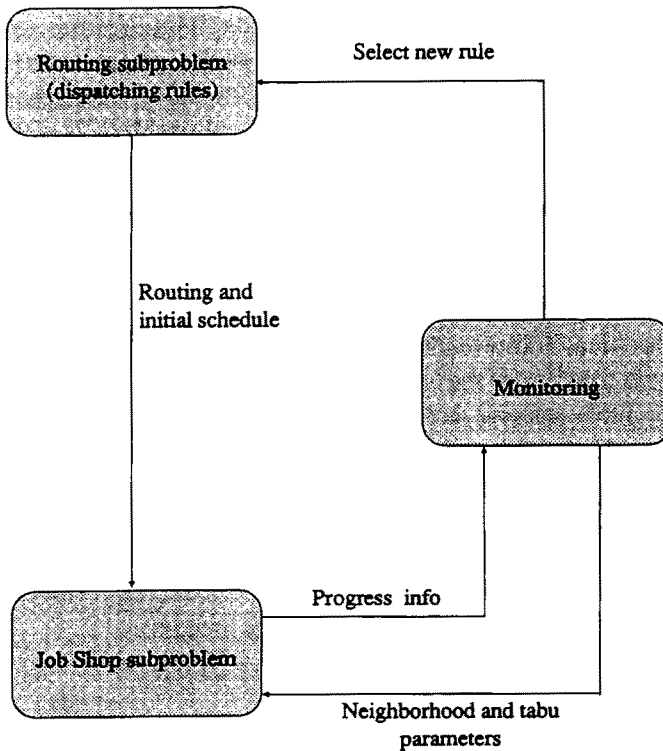 Select new rule
Routing subproblem
(dispatching rules)
Routing and
initial schedule
Monitoring
Progress info
Job Shop subproblem
Neighborhood and tabu
parameters